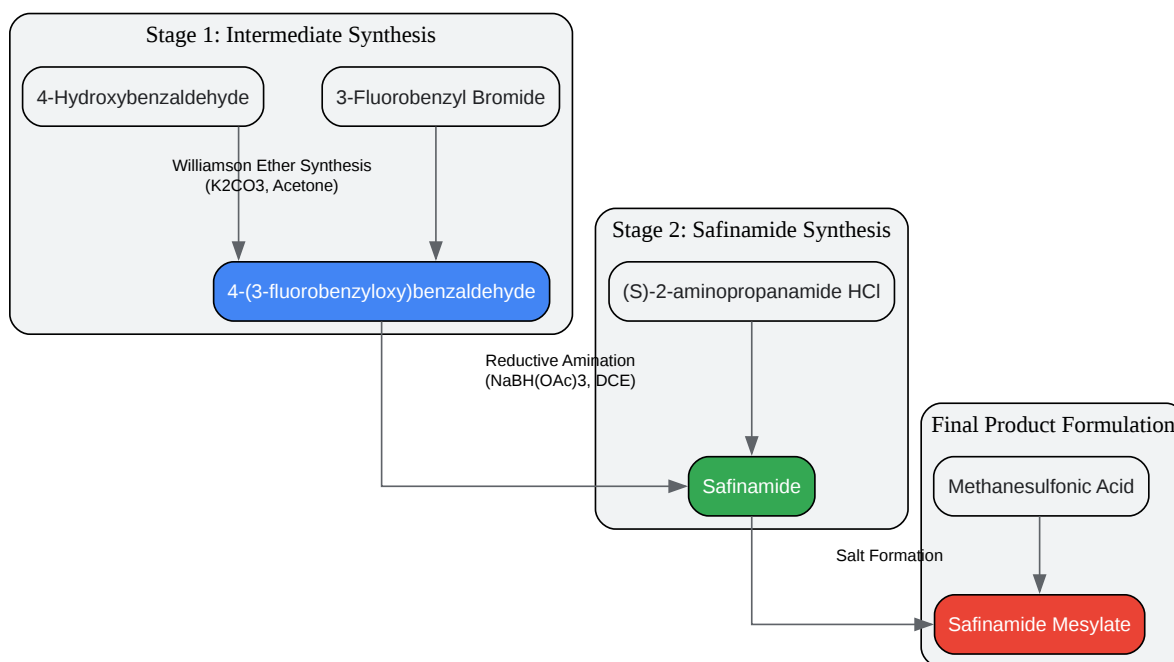 Stage 1: Intermediate Synthesis
4-Hydroxybenzaldehyde
3-Fluorobenzyl Bromide
Williamson Ether Synthesis
(K2CO3, Acetone)
4-(3-fluorobenzyloxy)benzaldehyde
Stage 2: Safinamide Synthesis
(S)-2-aminopropanamide HCl
Reductive Amination
(NaBH(OAc)3, DCE)
Safinamide
Final Product Formulation
Methanesulfonic Acid
Salt Formation
Safinamide Mesylate